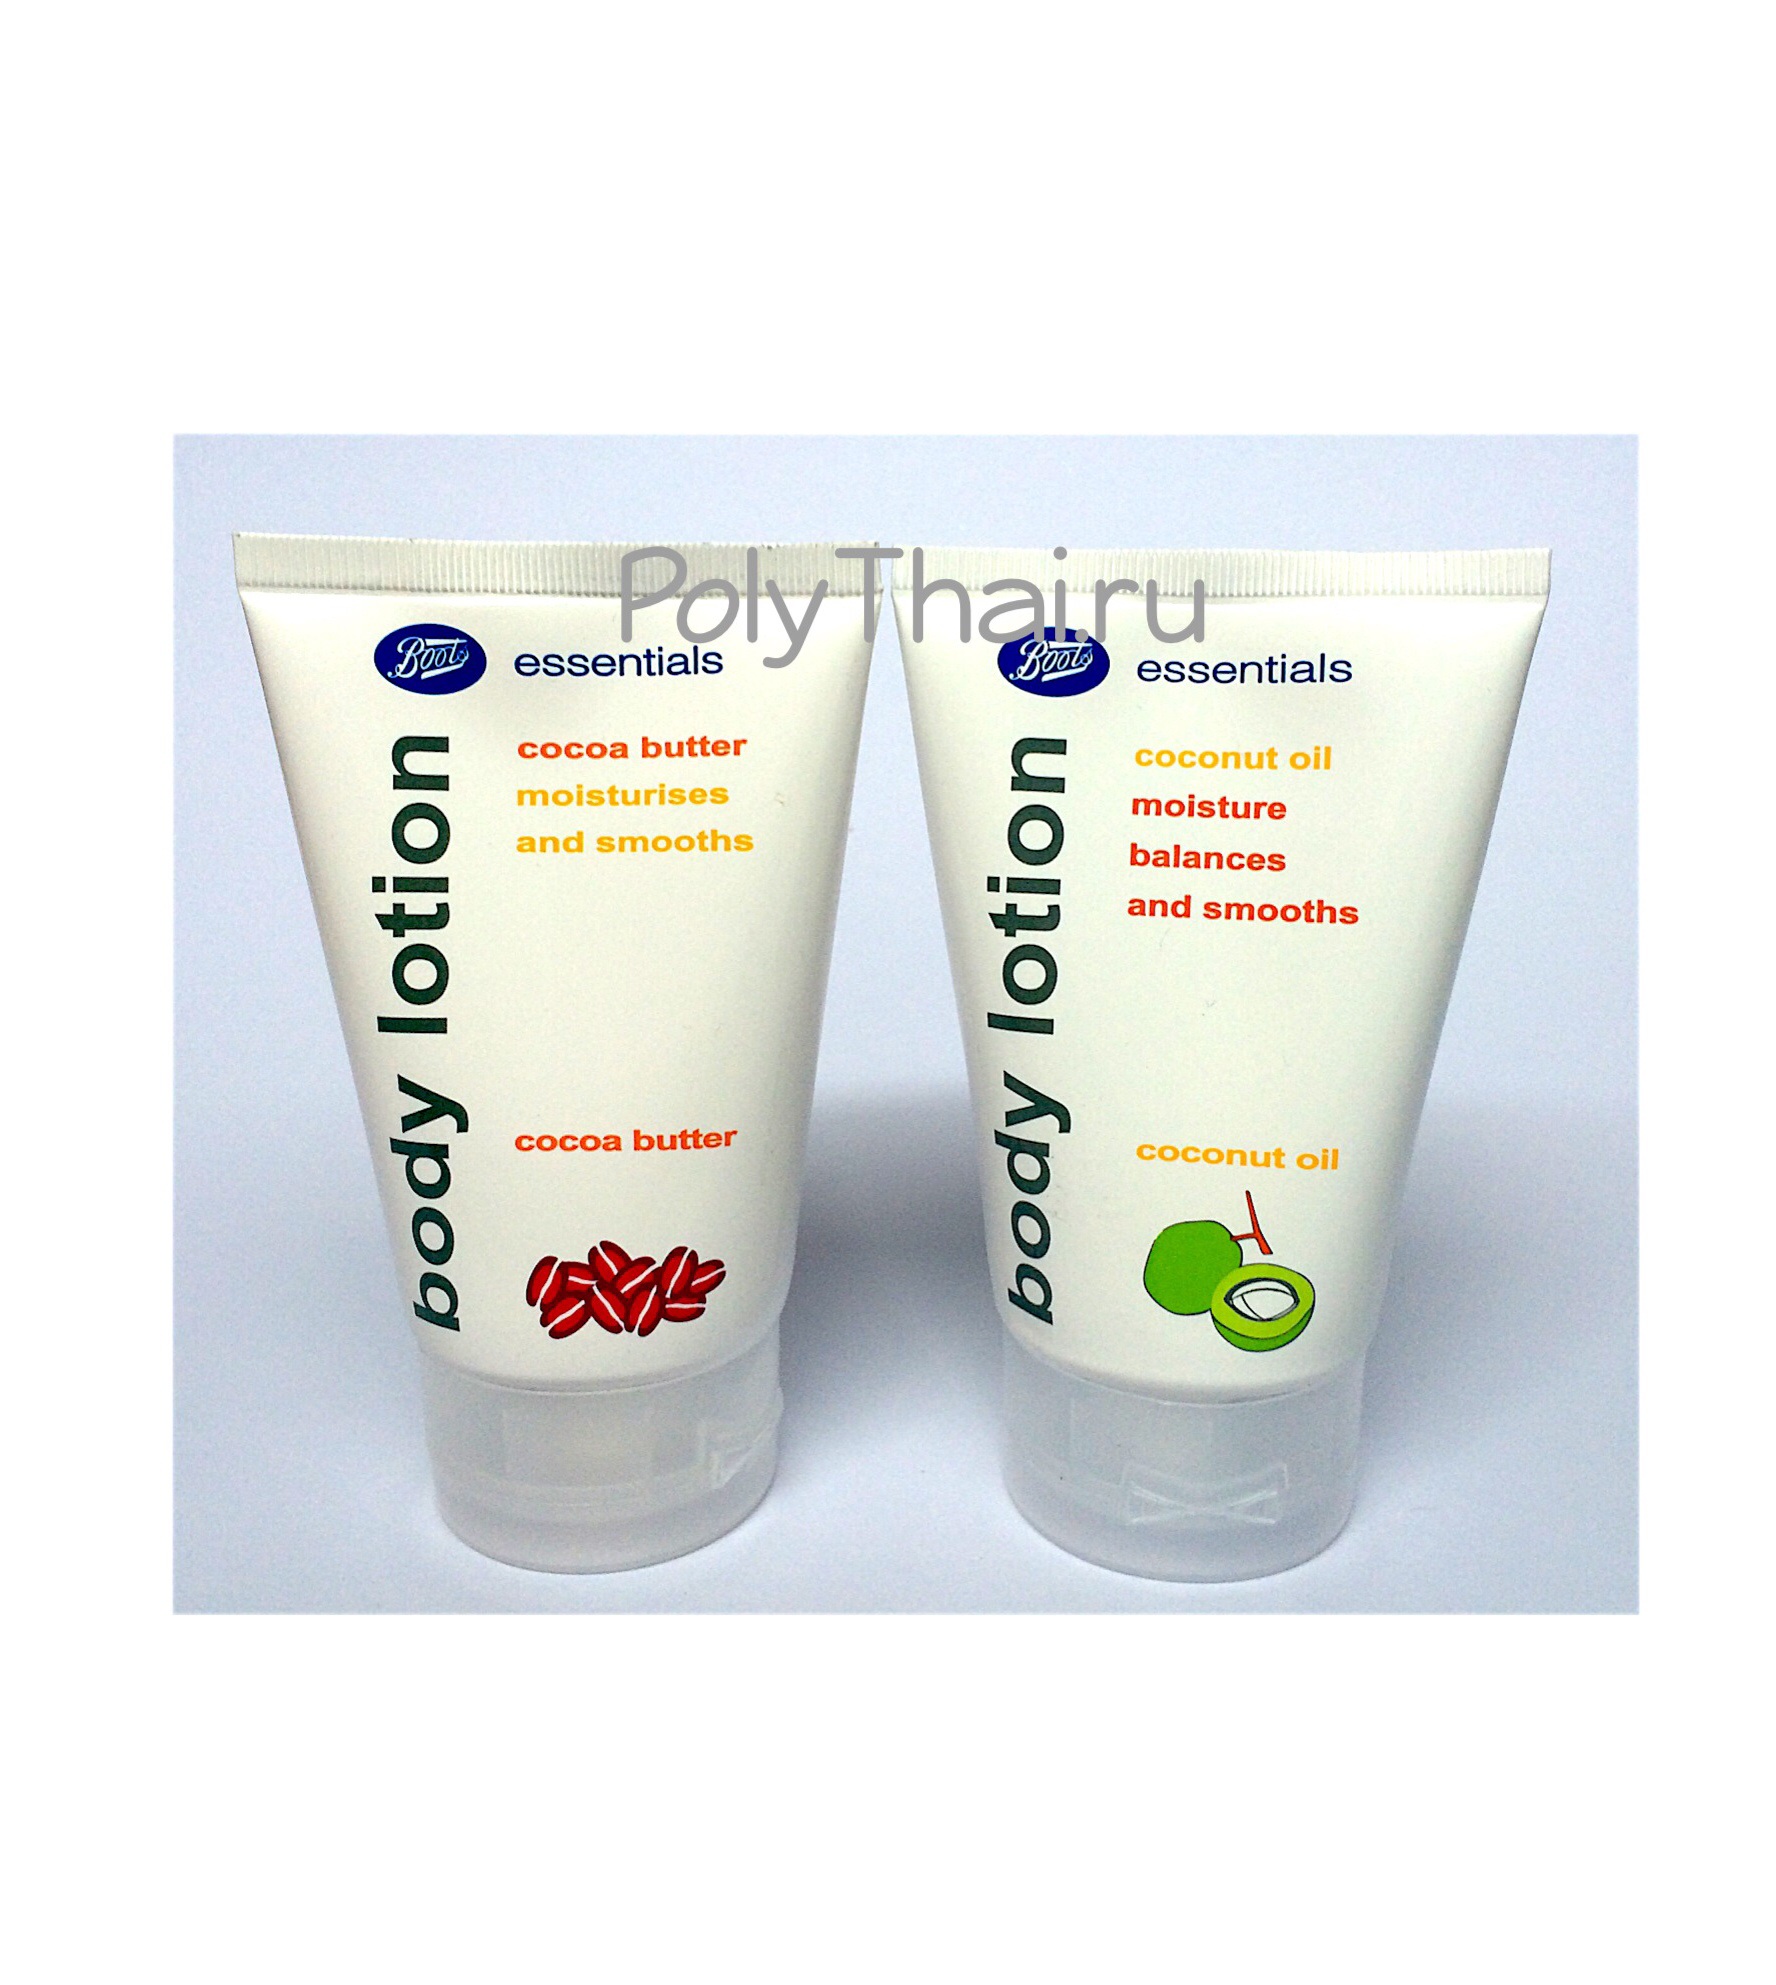 PolyThai.ru
Boots essentials
body lotion
cocoa butter
moisturises
and smooths
cocoa butter
Boots essentials
body lotion
coconut oil
moisture
balances
and smooths
coconut oil